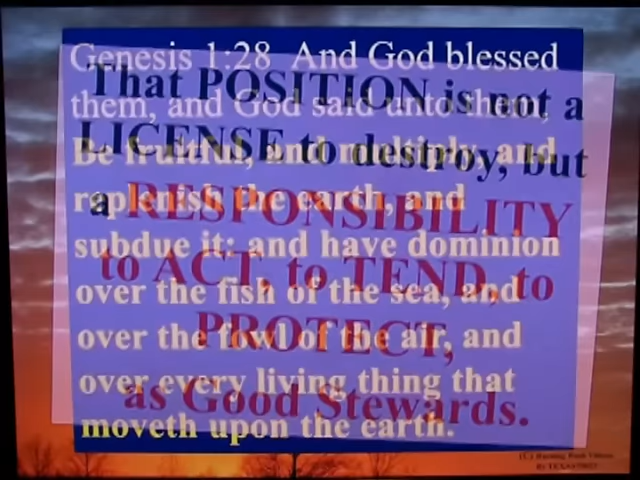 Genesis 1:28 And God blessed
them, and God said unto them,
Be fruitful, and multiply, and
replenish the earth, and
subdue it: and have dominion
over the fish of the sea, and
over the fowl of the air, and
over every living thing that
moveth upon the earth.
That POSITION is not a
LICENSE to destroy, but
a RESPONSIBILITY
to ACT, to TEND, to
PROTECT,
as Good Stewards.